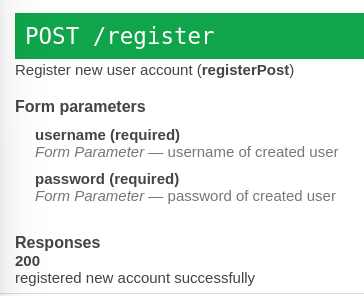 POST /register
Register new user account (registerPost)
Form parameters
username (required)
Form Parameter — username of created user
password (required)
Form Parameter — password of created user
Responses
200
registered new account successfully